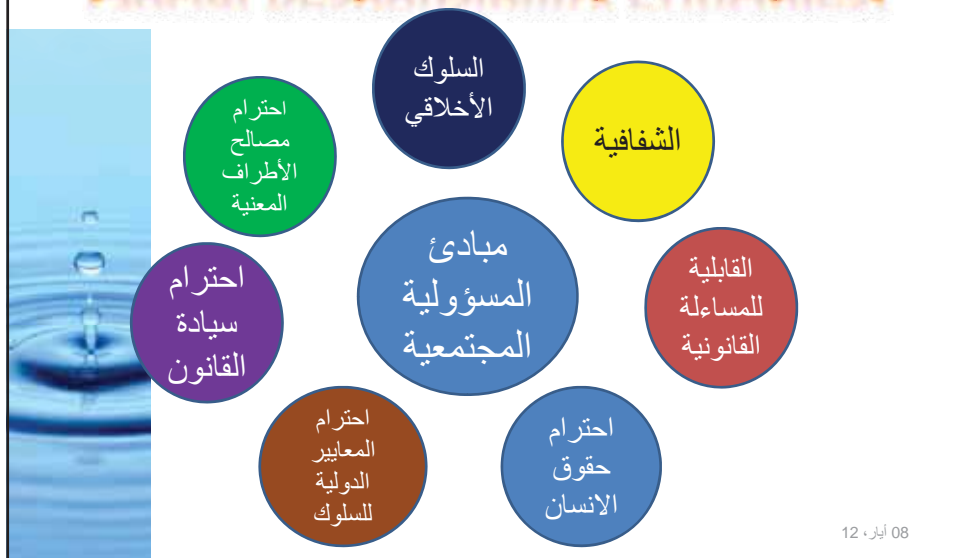 السلوك
الأخلاقي
الشفافية
احترام
مصالح
الأطراف
المعنية
مبادئ
المسؤولية
المجتمعية
القابلية
للمساءلة
القانونية
احترام
سيادة
القانون
احترام
المعايير
الدولية
للسلوك
احترام
حقوق
الانسان
08 أيار، 12